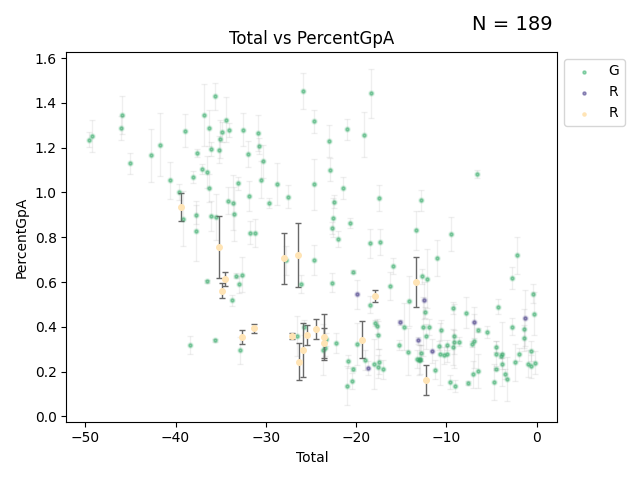 N = 189
Total vs PercentGpA
G
R
R
1.6
1.4
1.2
1.0
0.8
0.6
0.4
0.2
0.0
PercentGpA
−50 −40 −30 −20 −10 0
Total